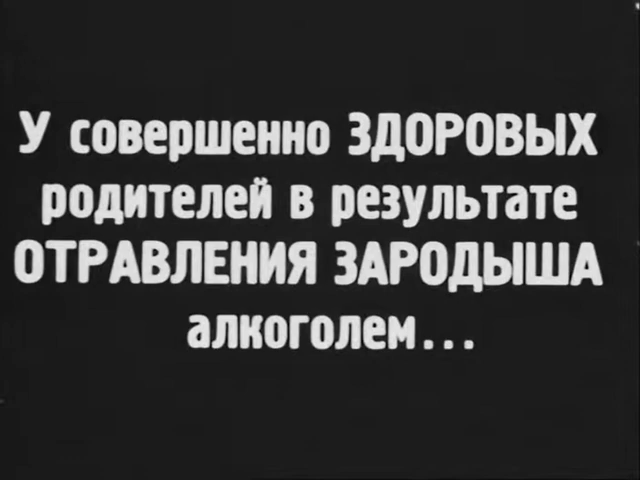 У совершенно ЗДОРОВЫХ
родителей в результате
ОТРАВЛЕНИЯ ЗАРОДЫША
алкоголем...